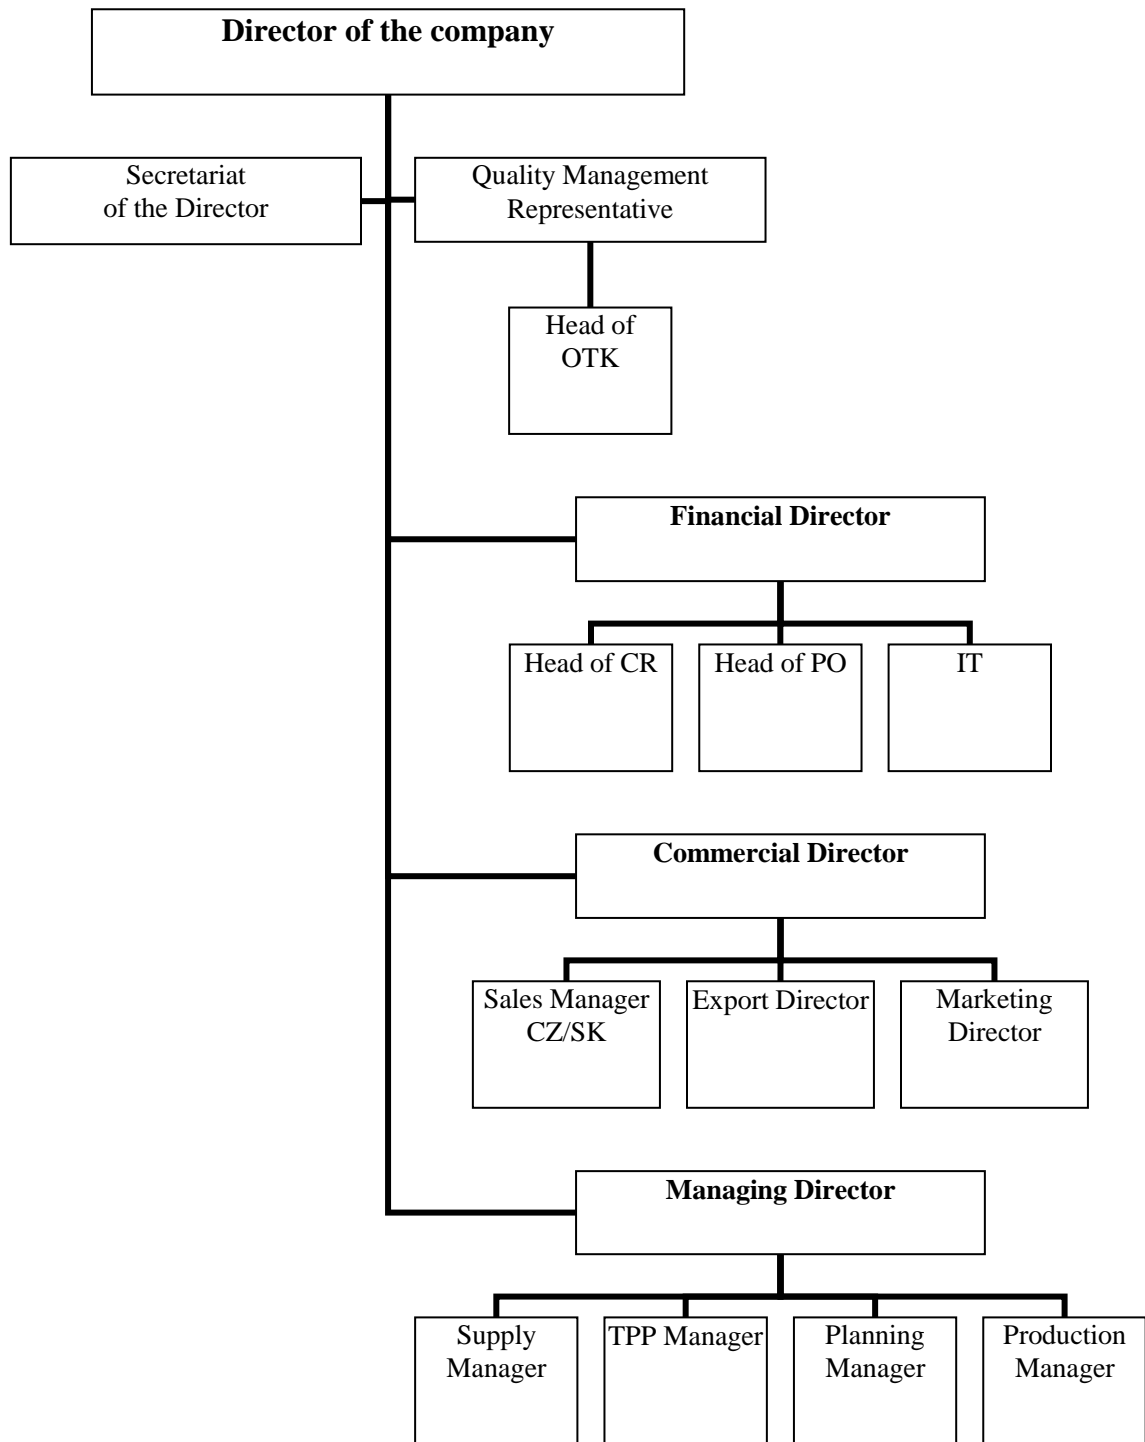 Director of the company
Secretariat
of the Director
Quality Management
Representative
Head of
OTK
Financial Director
Head of CR
Head of PO
IT
Commercial Director
Sales Manager
CZ/SK
Export Director
Marketing
Director
Managing Director
Supply
Manager
TPP Manager
Planning
Manager
Production
Manager